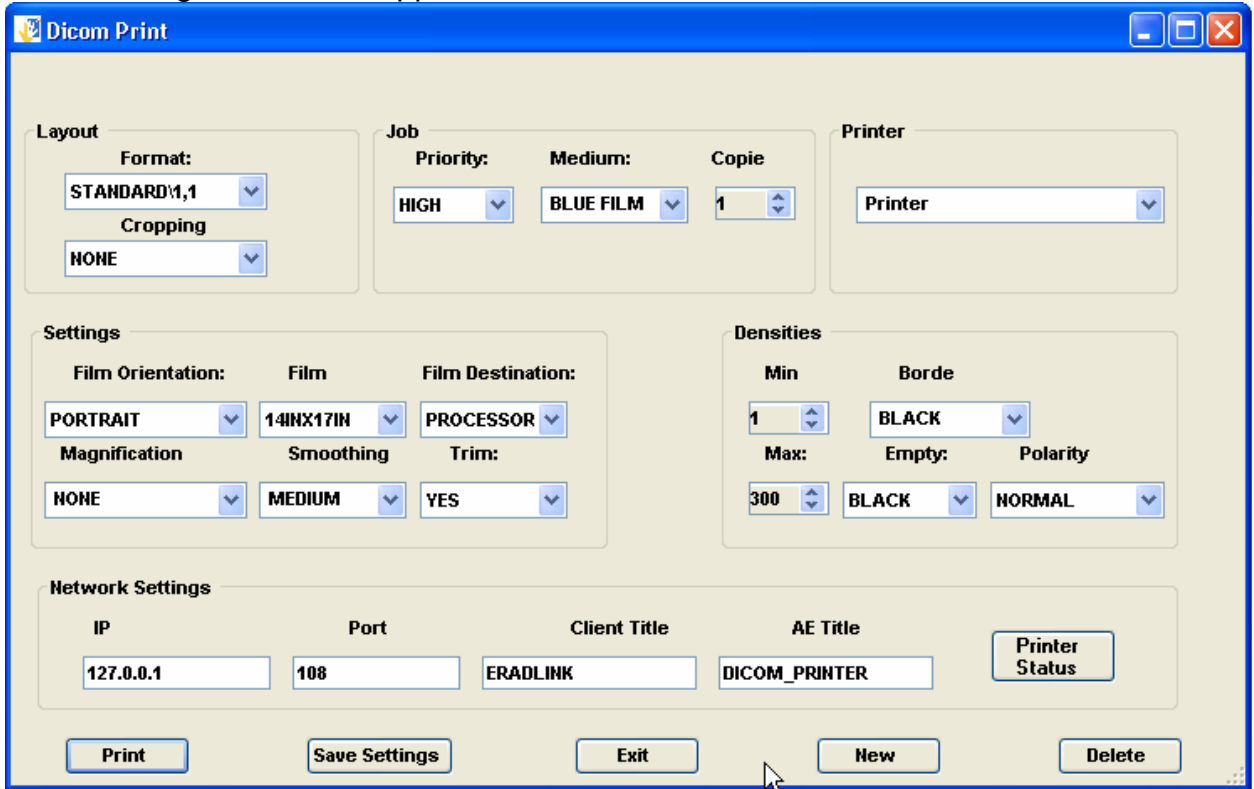 Dicom Print
Layout
Format:
STANDARD\1,1
Cropping
NONE
Job
Priority: Medium: Copie
HIGH BLUE FILM 1
Printer
Printer
Settings
Film Orientation: Film Film Destination:
PORTRAIT 14INX17IN PROCESSOR
Magnification Smoothing Trim:
NONE MEDIUM YES
Densities
Min Borde
1 BLACK
Max: Empty: Polarity
300 BLACK NORMAL
Network Settings
IP Port Client Title AE Title
127.0.0.1 108 ERADLINK DICOM_PRINTER
Printer
Status
Print Save Settings Exit New Delete